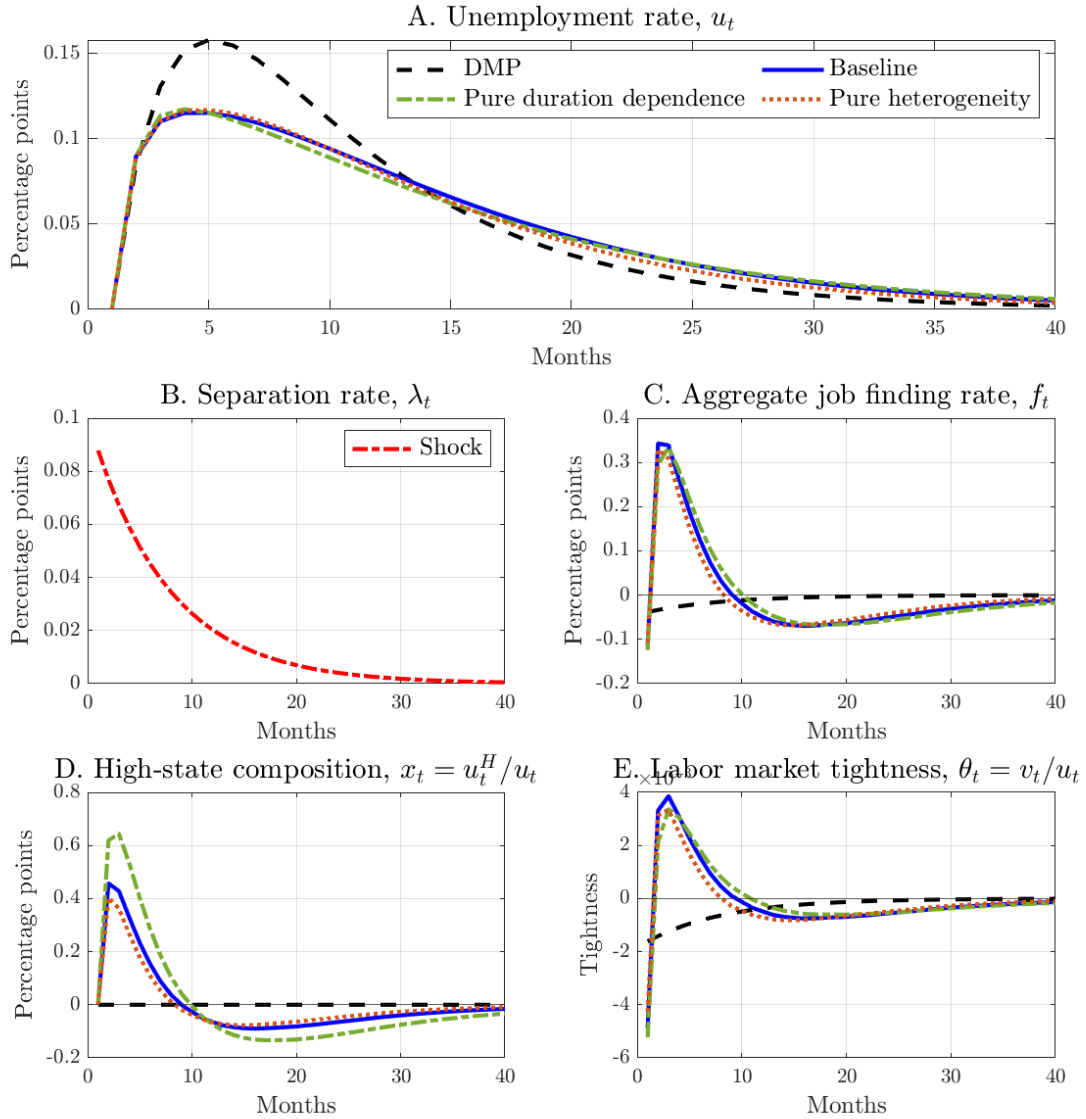 A. Unemployment rate, u_t
0.15
0.1
0.05
0
Percentage points
DMP
Baseline
Pure duration dependence
Pure heterogeneity
0 5 10 15 20 25 30 35 40
Months
B. Separation rate, λ_t
0.1
0.08
0.06
0.04
0.02
0
Percentage points
Shock
0 10 20 30 40
Months
C. Aggregate job finding rate, f_t
0.4
0.3
0.2
0.1
0
-0.1
-0.2
Percentage points
0 10 20 30 40
Months
D. High-state composition, x_t = u_t^H/u_t
0.8
0.6
0.4
0.2
0
-0.2
Percentage points
0 10 20 30 40
Months
E. Labor market tightness, θ_t = v_t/u_t
4
2
0
-2
-4
-6
Tightness
0 10 20 30 40
Months